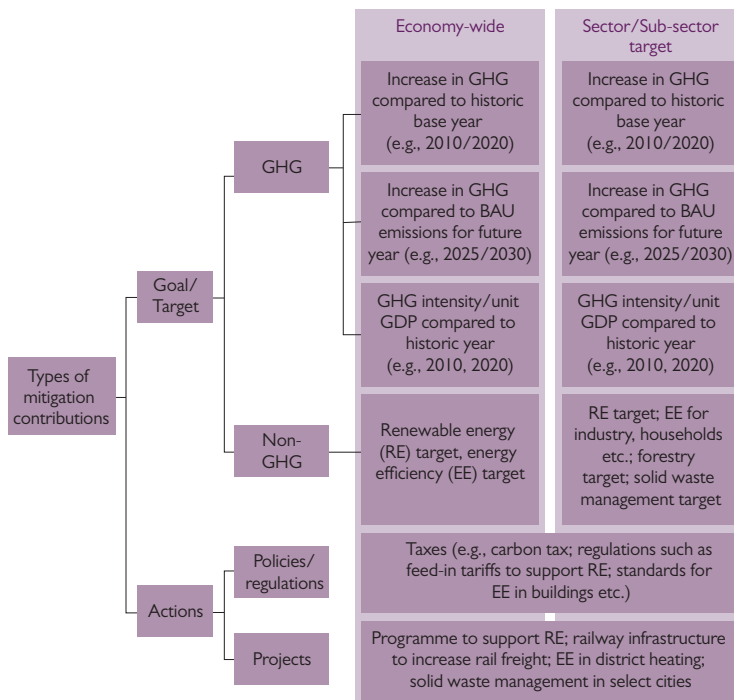 Economy-wide
Sector/Sub-sector
target
Increase in GHG
compared to historic
base year
(e.g., 2010/2020)
Increase in GHG
compared to historic
base year
(e.g., 2010/2020)
GHG
Increase in GHG
compared to BAU
emissions for future
year (e.g., 2025/2030)
Increase in GHG
compared to BAU
emissions for future
year (e.g., 2025/2030)
Goal/
Target
GHG intensity/unit
GDP compared to
historic year
(e.g., 2010, 2020)
GHG intensity/unit
GDP compared to
historic year
(e.g., 2010, 2020)
Types of
mitigation
contributions
Non-
GHG
Renewable energy
(RE) target, energy
efficiency (EE) target
RE target; EE for
industry, households
etc.; forestry
target; solid waste
management target
Policies/
regulations
Taxes (e.g., carbon tax; regulations such as
feed-in tariffs to support RE; standards for
EE in buildings etc.)
Actions
Projects
Programme to support RE; railway infrastructure
to increase rail freight; EE in district heating;
solid waste management in select cities